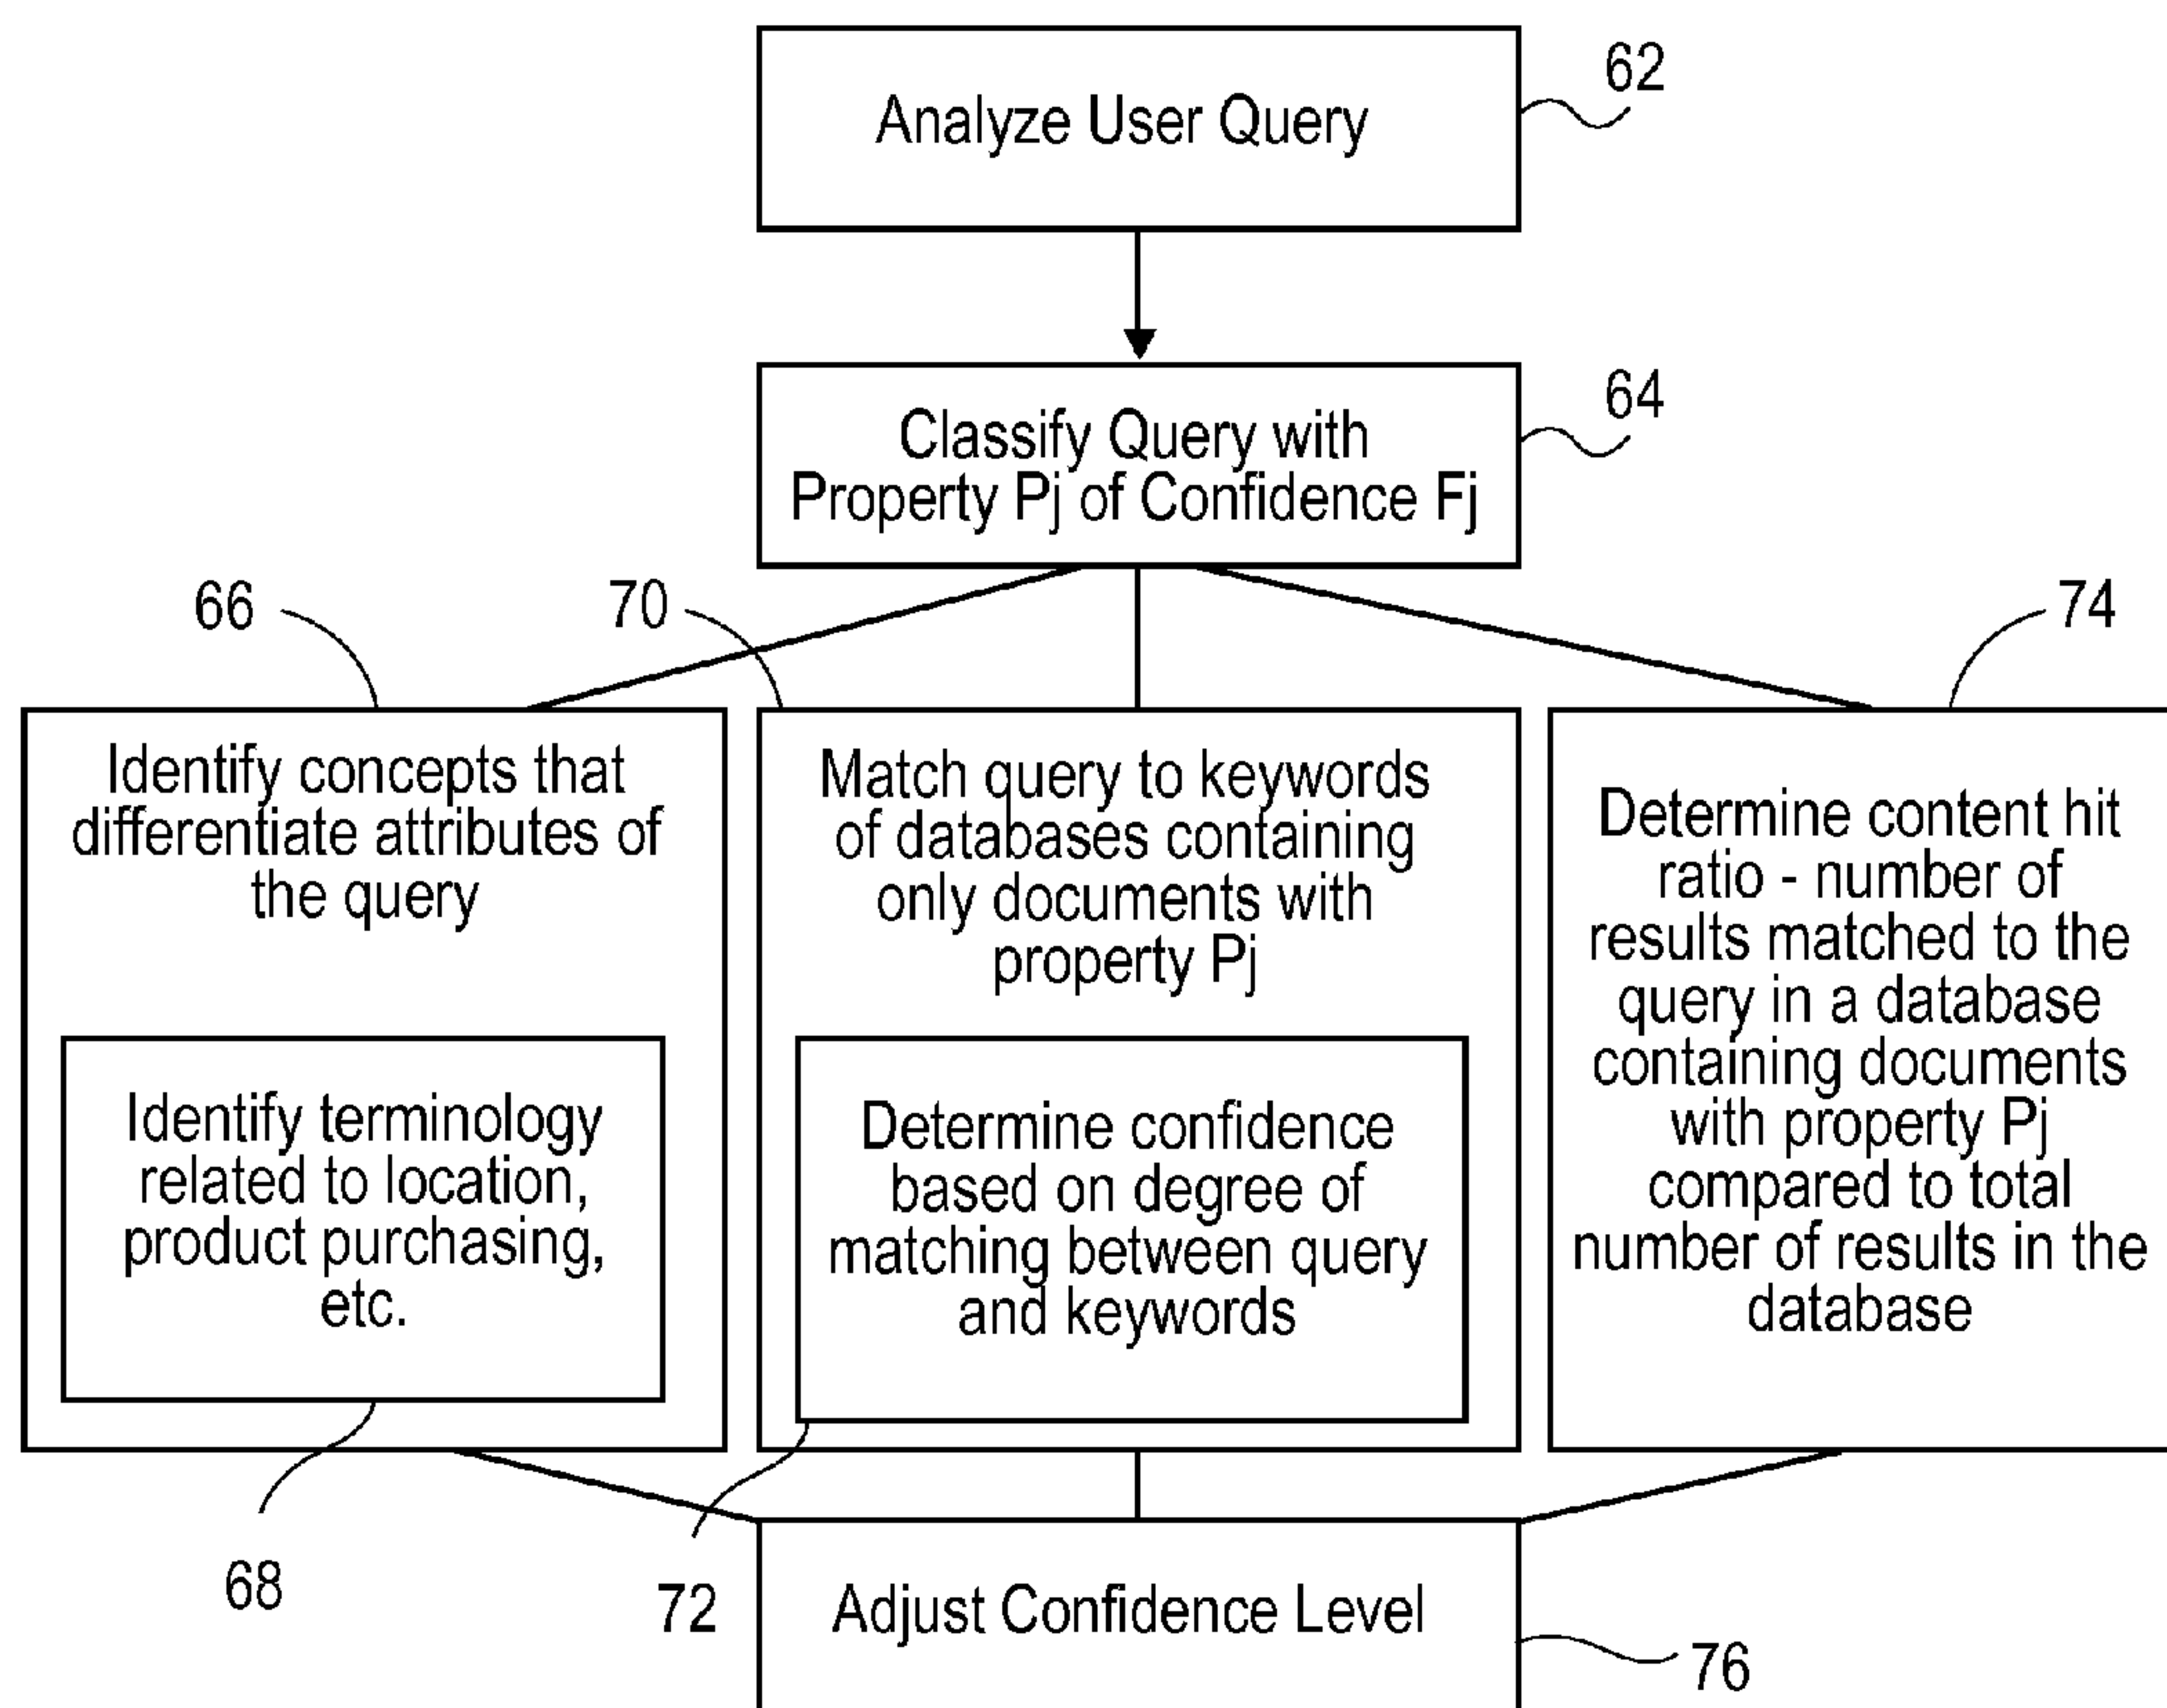 62
Analyze User Query
64
Classify Query with
Property Pj of Confidence Fj
66
70
74
Identify concepts that
differentiate attributes of
the query
Identify terminology
related to location,
product purchasing,
etc.
68
Match query to keywords
of databases containing
only documents with
property Pj
Determine confidence
based on degree of
matching between query
and keywords
72
Determine content hit
ratio - number of
results matched to the
query in a database
containing documents
with property Pj
compared to total
number of results in the
database
Adjust Confidence Level
76